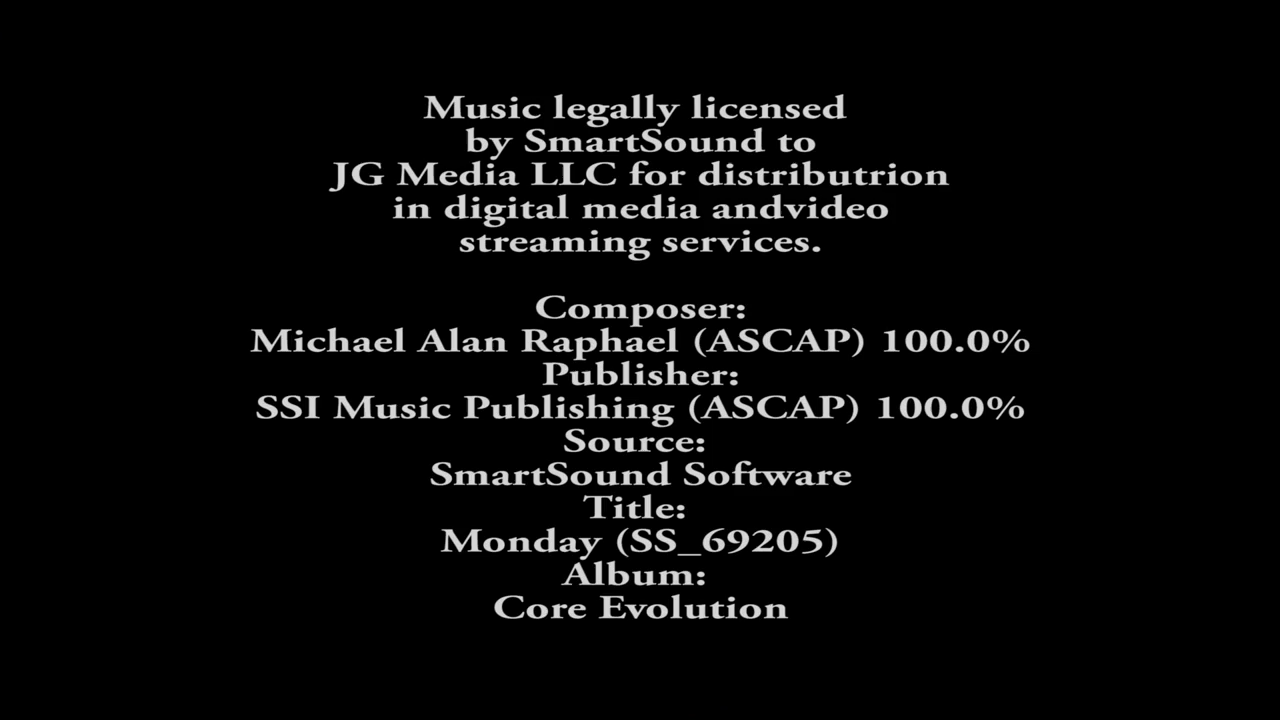 Music legally licensed
by SmartSound to
JG Media LLC for distributrion
in digital media andvideo
streaming services.
Composer:
Michael Alan Raphael (ASCAP) 100.0%
Publisher:
SSI Music Publishing (ASCAP) 100.0%
Source:
SmartSound Software
Title:
Monday (SS_69205)
Album:
Core Evolution